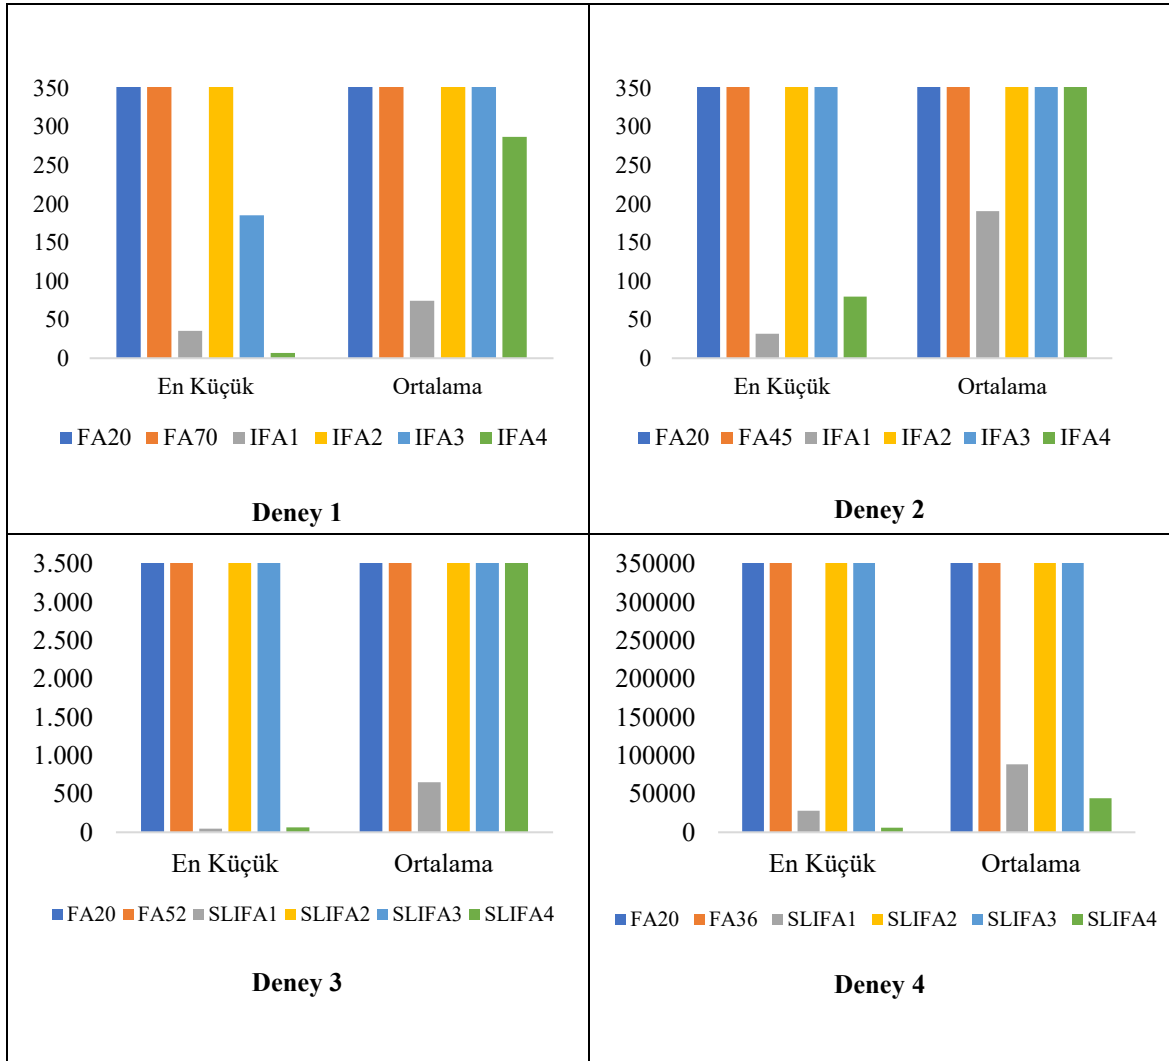 350
300
250
200
150
100
50
0
En Küçük Ortalama
FA20 FA70 IFA1 IFA2 IFA3 IFA4
Deney 1
350
300
250
200
150
100
50
0
En Küçük Ortalama
FA20 FA45 IFA1 IFA2 IFA3 IFA4
Deney 2
3.500
3.000
2.500
2.000
1.500
1.000
500
0
En Küçük Ortalama
FA20 FA52 SLIFA1 SLIFA2 SLIFA3 SLIFA4
Deney 3
350000
300000
250000
200000
150000
100000
50000
0
En Küçük Ortalama
FA20 FA36 SLIFA1 SLIFA2 SLIFA3 SLIFA4
Deney 4